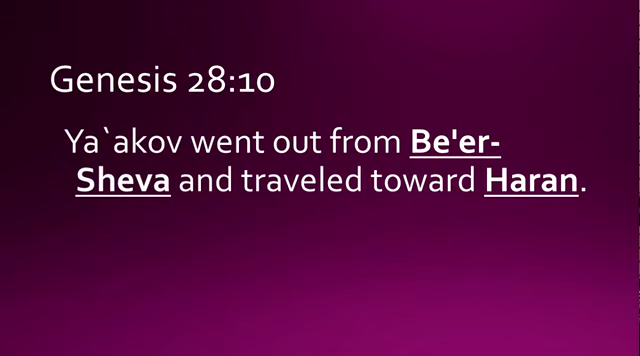 Genesis 28:10
Ya`akov went out from Be'er-
Sheva and traveled toward Haran.